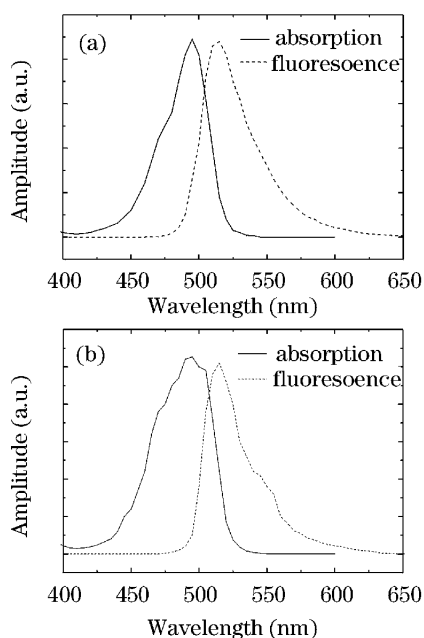 (a)
absorption
fluoresoence
Amplitude (a.u.)
400 450 500 550 600 650
Wavelength (nm)
(b)
absorption
fluoresoence
Amplitude (a.u.)
400 450 500 550 600 650
Wavelength (nm)